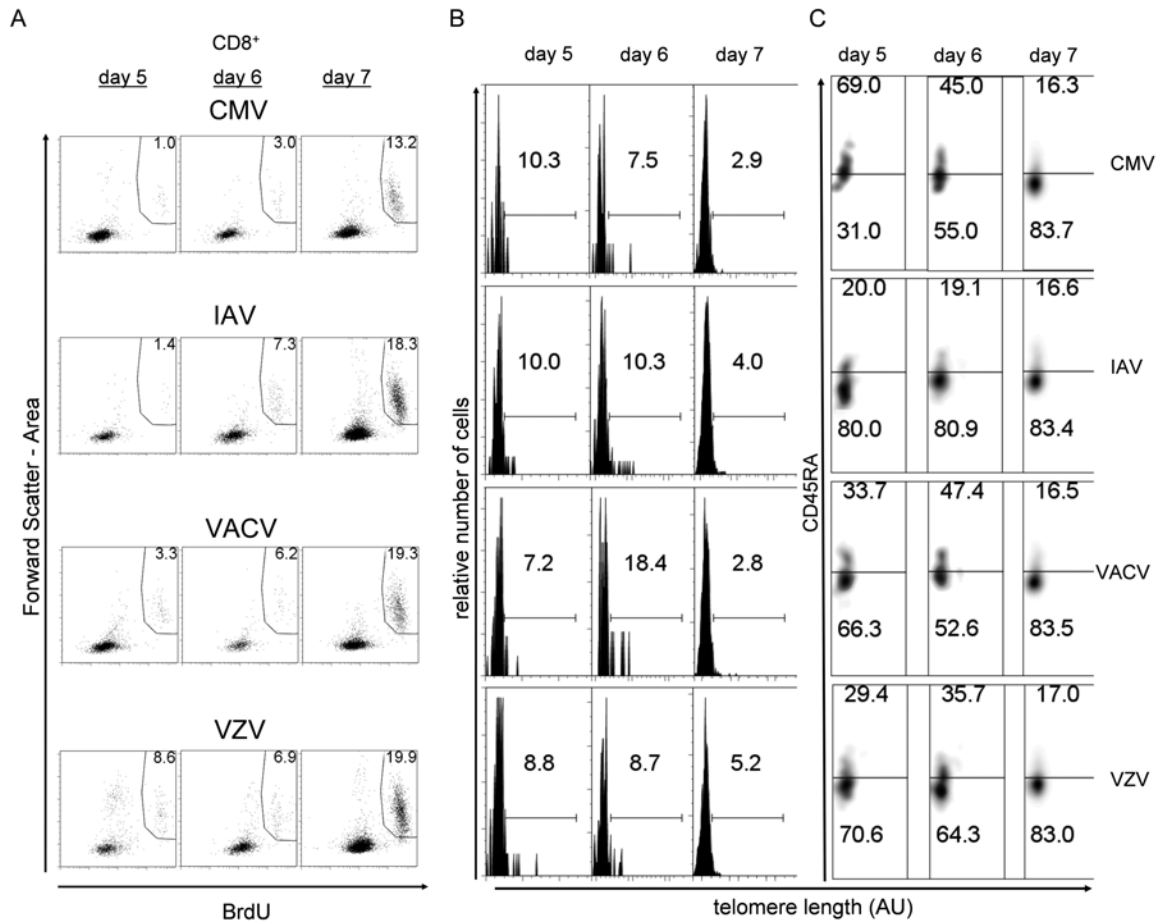 A
CD8⁺
day 5 day 6 day 7
CMV
1.0 3.0 13.2
IAV
1.4 7.3 18.3
VACV
3.3 6.2 19.3
VZV
8.6 6.9 19.9
Forward Scatter - Area
BrdU
B
day 5 day 6 day 7
10.3 7.5 2.9
10.0 10.3 4.0
7.2 18.4 2.8
8.8 8.7 5.2
relative number of cells
C
day 5 day 6 day 7
69.0 45.0 16.3
CMV
31.0 55.0 83.7
20.0 19.1 16.6
IAV
80.0 80.9 83.4
33.7 47.4 16.5
VACV
66.3 52.6 83.5
29.4 35.7 17.0
VZV
70.6 64.3 83.0
CD45RA
telomere length (AU)